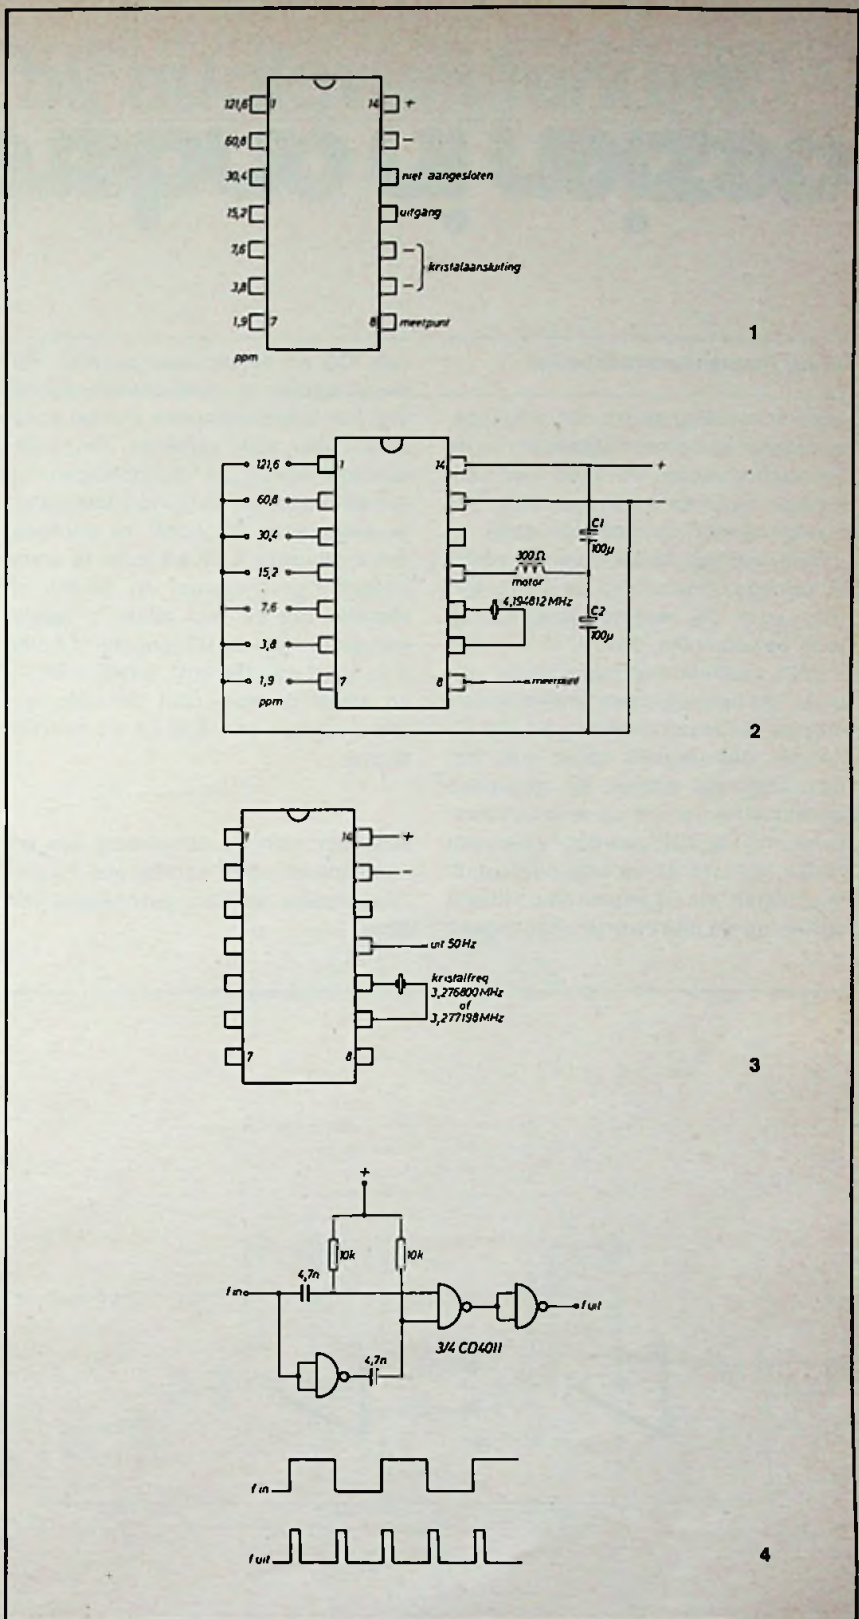 121,6 1 14 +
60,8 −
30,4 niet aangesloten
15,2 uitgang
7,6 −
kristalaansluiting
3,8 −
1,9 7 8 meetpunt
ppm
1
121,6 1 14 +
60,8 −
C1
30,4 100µ
300Ω
15,2 motor
4,194812 MHz
7,6
C2
3,8 100µ
1,9 7 8 meetpunt
ppm
2
1 14 +
−
uit 50Hz
kristalfreq
3,276800MHz
of
3,277198MHz
7 8
3
+
10k 10k
4,7n
f in f uit
3/4 CD4011
4,7n
f in
f uit
4